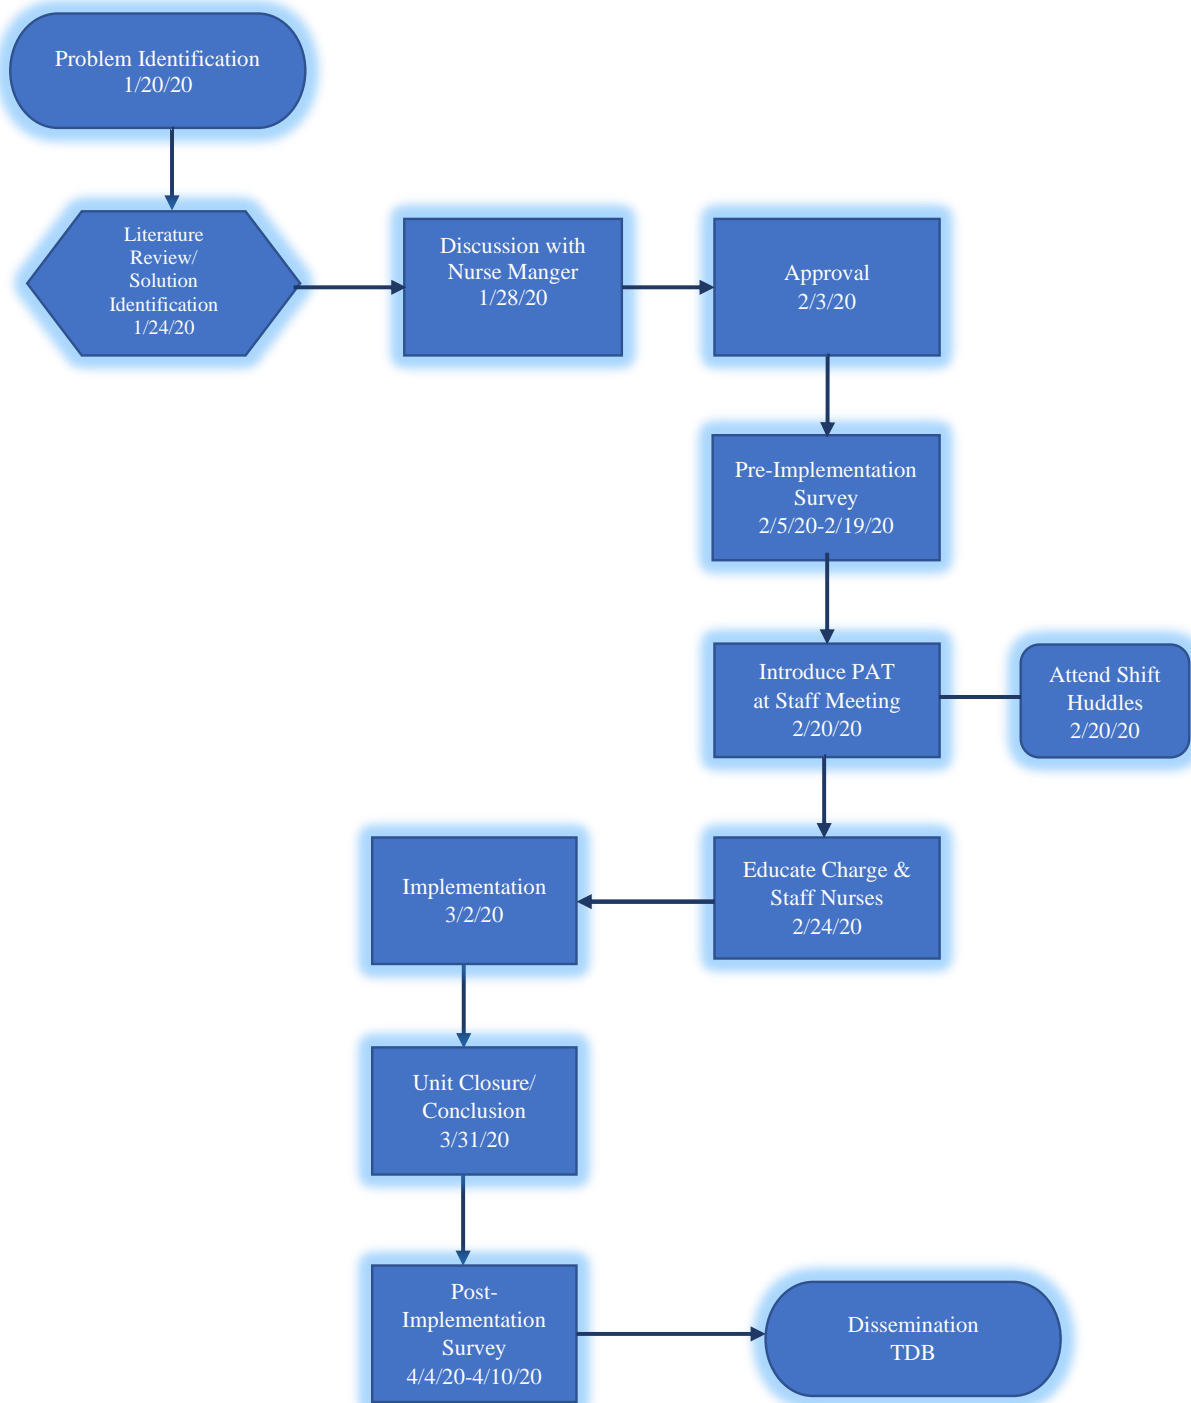 Problem Identification
1/20/20
Literature
Review/
Solution
Identification
1/24/20
Discussion with
Nurse Manger
1/28/20
Approval
2/3/20
Pre-Implementation
Survey
2/5/20-2/19/20
Introduce PAT
at Staff Meeting
2/20/20
Attend Shift
Huddles
2/20/20
Educate Charge &
Staff Nurses
2/24/20
Implementation
3/2/20
Unit Closure/
Conclusion
3/31/20
Post-
Implementation
Survey
4/4/20-4/10/20
Dissemination
TDB